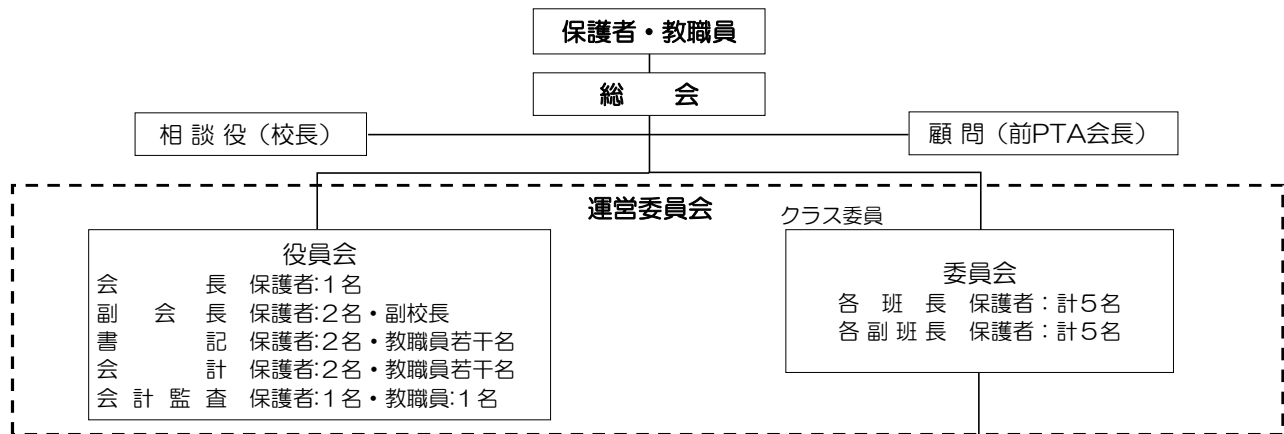 保護者・教職員
総　会
相 談 役（校長）
顧 問（前PTA会長）
運営委員会
クラス委員
役員会
会　　　長　保護者:１名
副　会　長　保護者:２名・副校長
書　　　記　保護者:２名・教職員若干名
会　　　計　保護者:２名・教職員若干名
会 計 監 査　保護者:１名・教職員:１名
委員会
各　班　長　保護者：計５名
各 副 班 長　保護者：計５名